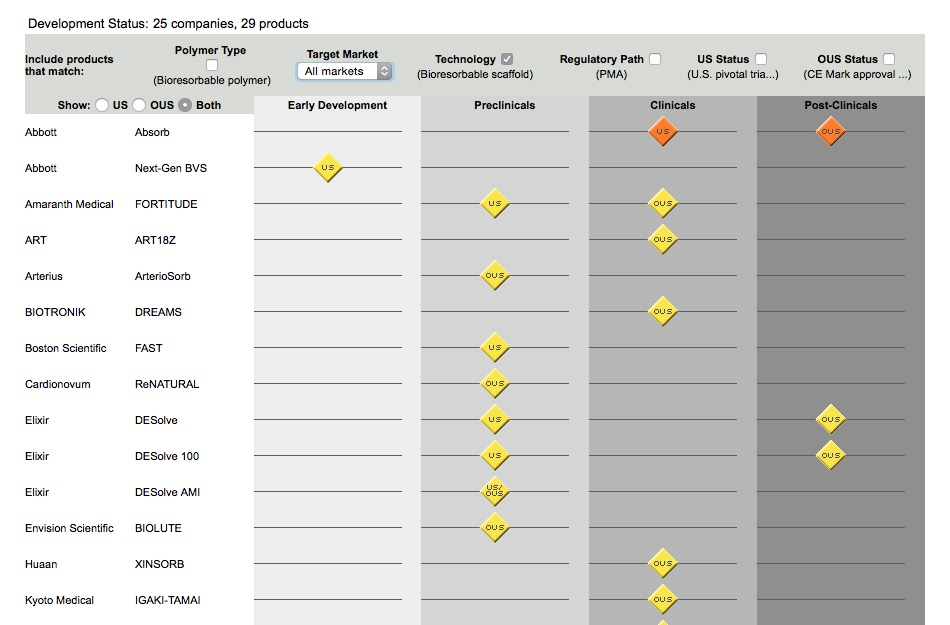 Development Status: 25 companies, 29 products
Include products that match:
Polymer Type
(Bioresorbable polymer)
Target Market
All markets
Technology
(Bioresorbable scaffold)
Regulatory Path
(PMA)
US Status
(U.S. pivotal tria...)
OUS Status
(CE Mark approval ...)
Show: US OUS Both
Early Development Preclinicals Clinicals Post-Clinicals
Abbott Absorb US OUS
Abbott Next-Gen BVS US
Amaranth Medical FORTITUDE US OUS
ART ART18Z OUS
Arterius ArterioSorb OUS
BIOTRONIK DREAMS OUS
Boston Scientific FAST US
Cardionovum ReNATURAL OUS
Elixir DESolve US OUS
Elixir DESolve 100 US OUS
Elixir DESolve AMI US/OUS
Envision Scientific BIOLUTE OUS
Huaan XINSORB OUS
Kyoto Medical IGAKI-TAMAI OUS